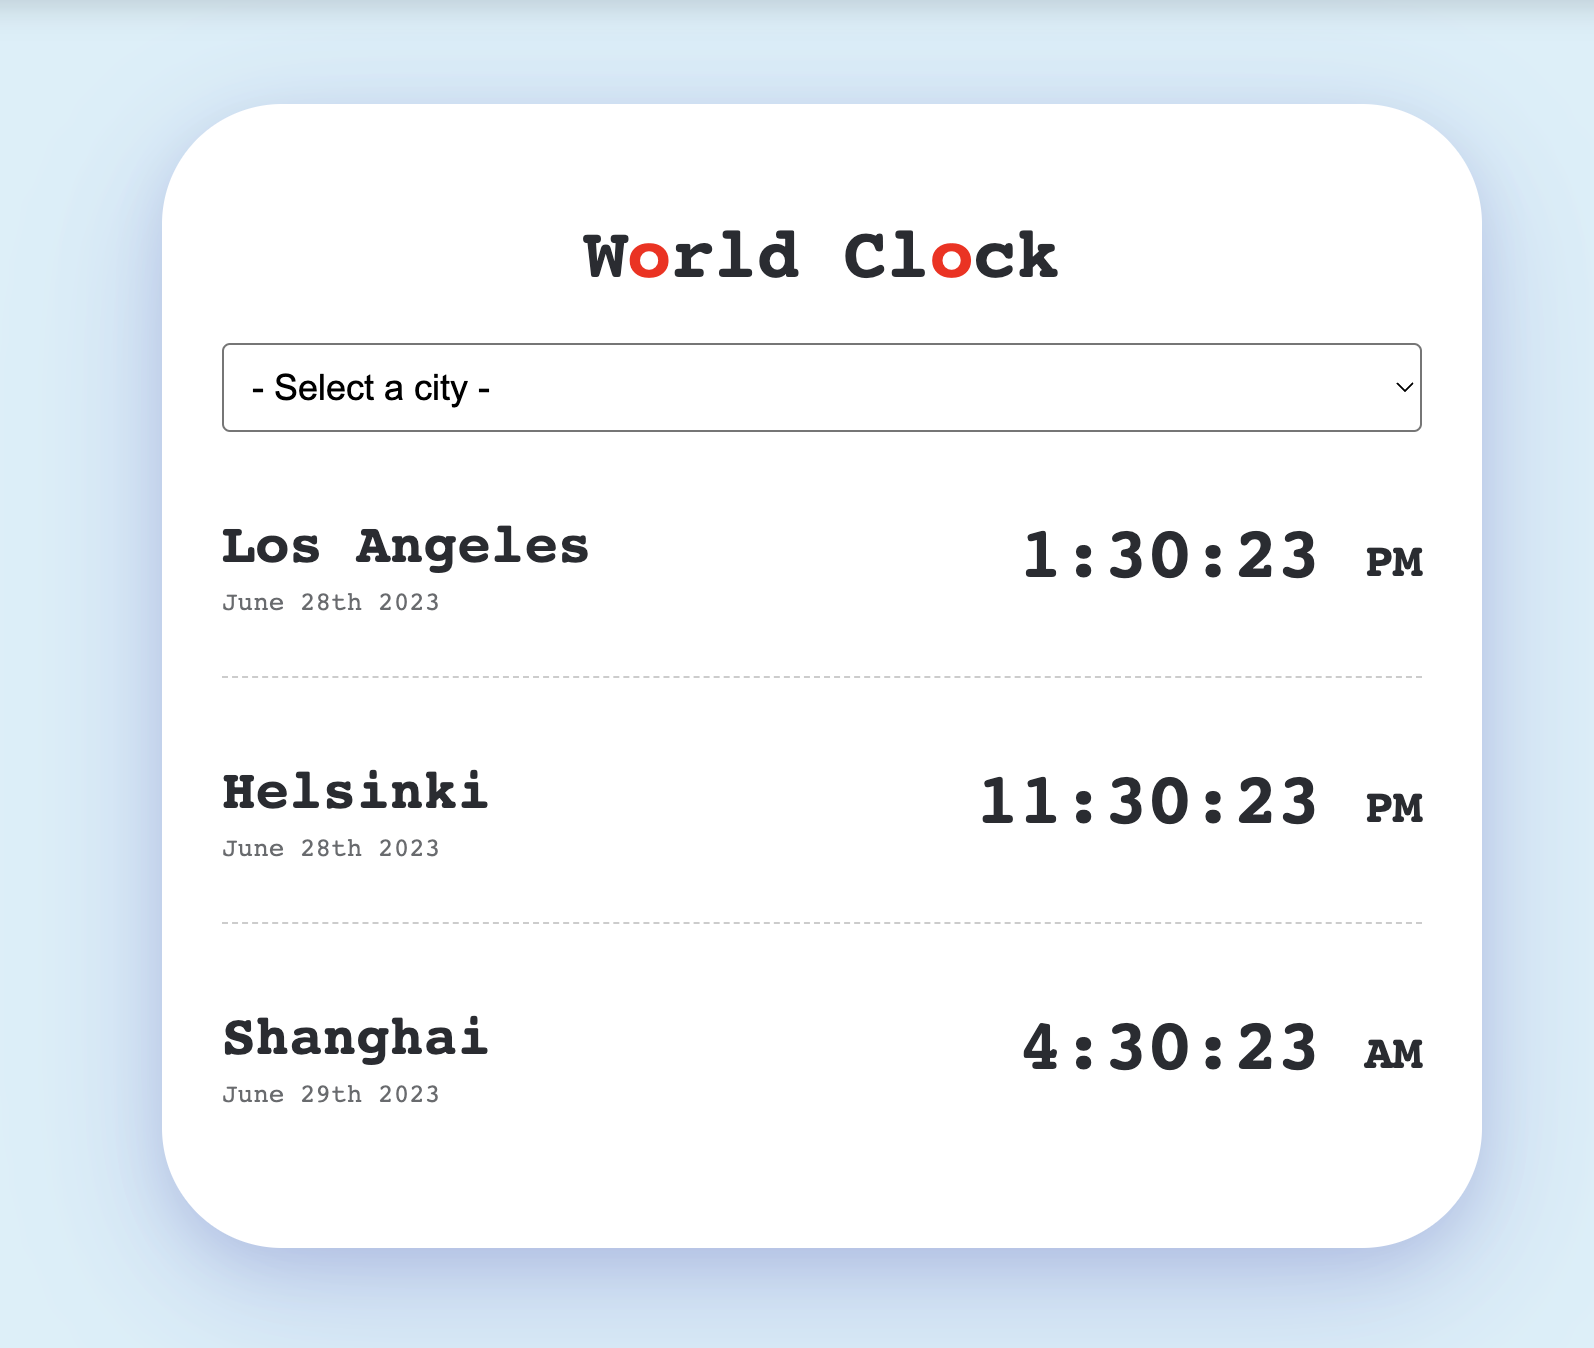 World Clock
- Select a city -
Los Angeles
1:30:23 PM
June 28th 2023
Helsinki
11:30:23 PM
June 28th 2023
Shanghai
4:30:23 AM
June 29th 2023